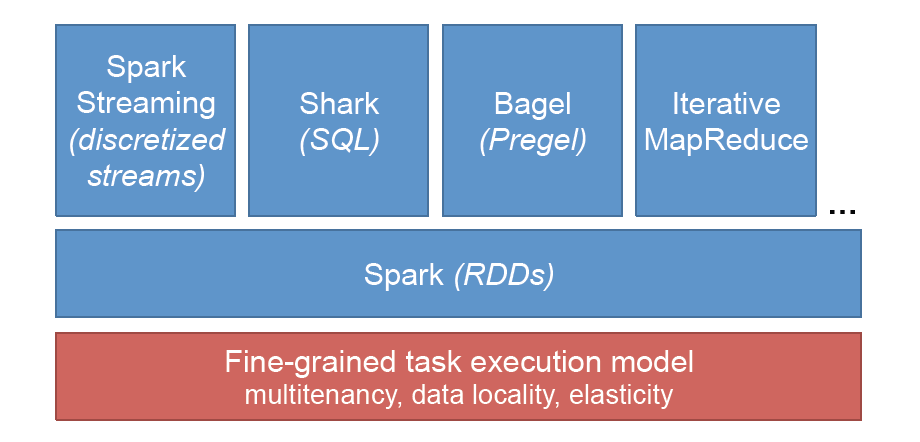 Spark
Streaming
(discretized
streams)
Shark
(SQL)
Bagel
(Pregel)
Iterative
MapReduce
...
Spark (RDDs)
Fine-grained task execution model
multitenancy, data locality, elasticity